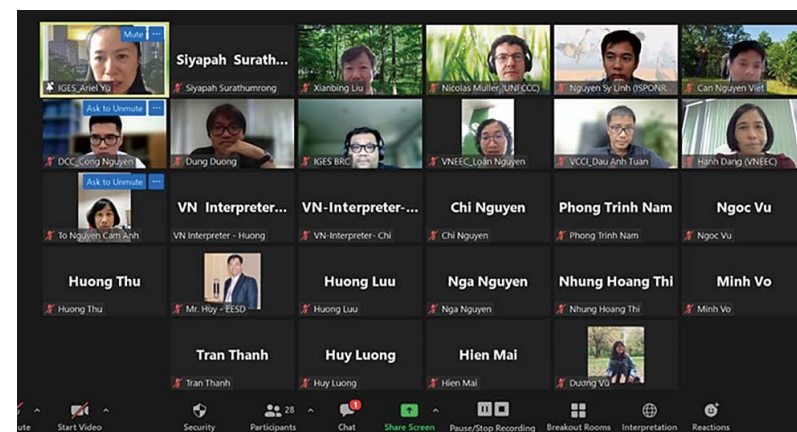 Mute ...
IGES_Ariel Yu
Siyapah Surath...
Siyapah Surathumrong
Xianbing Liu
Nicolas Muller (UNFCCC)
Nguyen Sy Linh (ISPONR...
Can Nguyen Viet
Ask to Unmute ...
DCC_Cong Nguyen
Dung Duong
IGES BRC
VNEEC_Loan Nguyen
VCCI_Dau Anh Tuan
Hanh Dang (VNEEC)
Ask to Unmute ...
To Nguyen Cam Anh
VN Interpreter...
VN Interpreter - Huong
VN-Interpreter-...
VN-Interpreter- Chi
Chi Nguyen
Chi Nguyen
Phong Trinh Nam
Phong Trinh Nam
Ngoc Vu
Ngoc Vu
Huong Thu
Huong Thu
Mr. Hùy - EESD
Huong Luu
Huong Luu
Nga Nguyen
Nga Nguyen
Nhung Hoang Thi
Nhung Hoang Thi
Minh Vo
Minh Vo
Tran Thanh
Tran Thanh
Huy Luong
Huy Luong
Hien Mai
Hien Mai
Dương Vũ
ute
Start Video
Security
28
Participants
1
Chat
Share Screen
Pause/Stop Recording
Breakout Rooms
Interpretation
Reactions